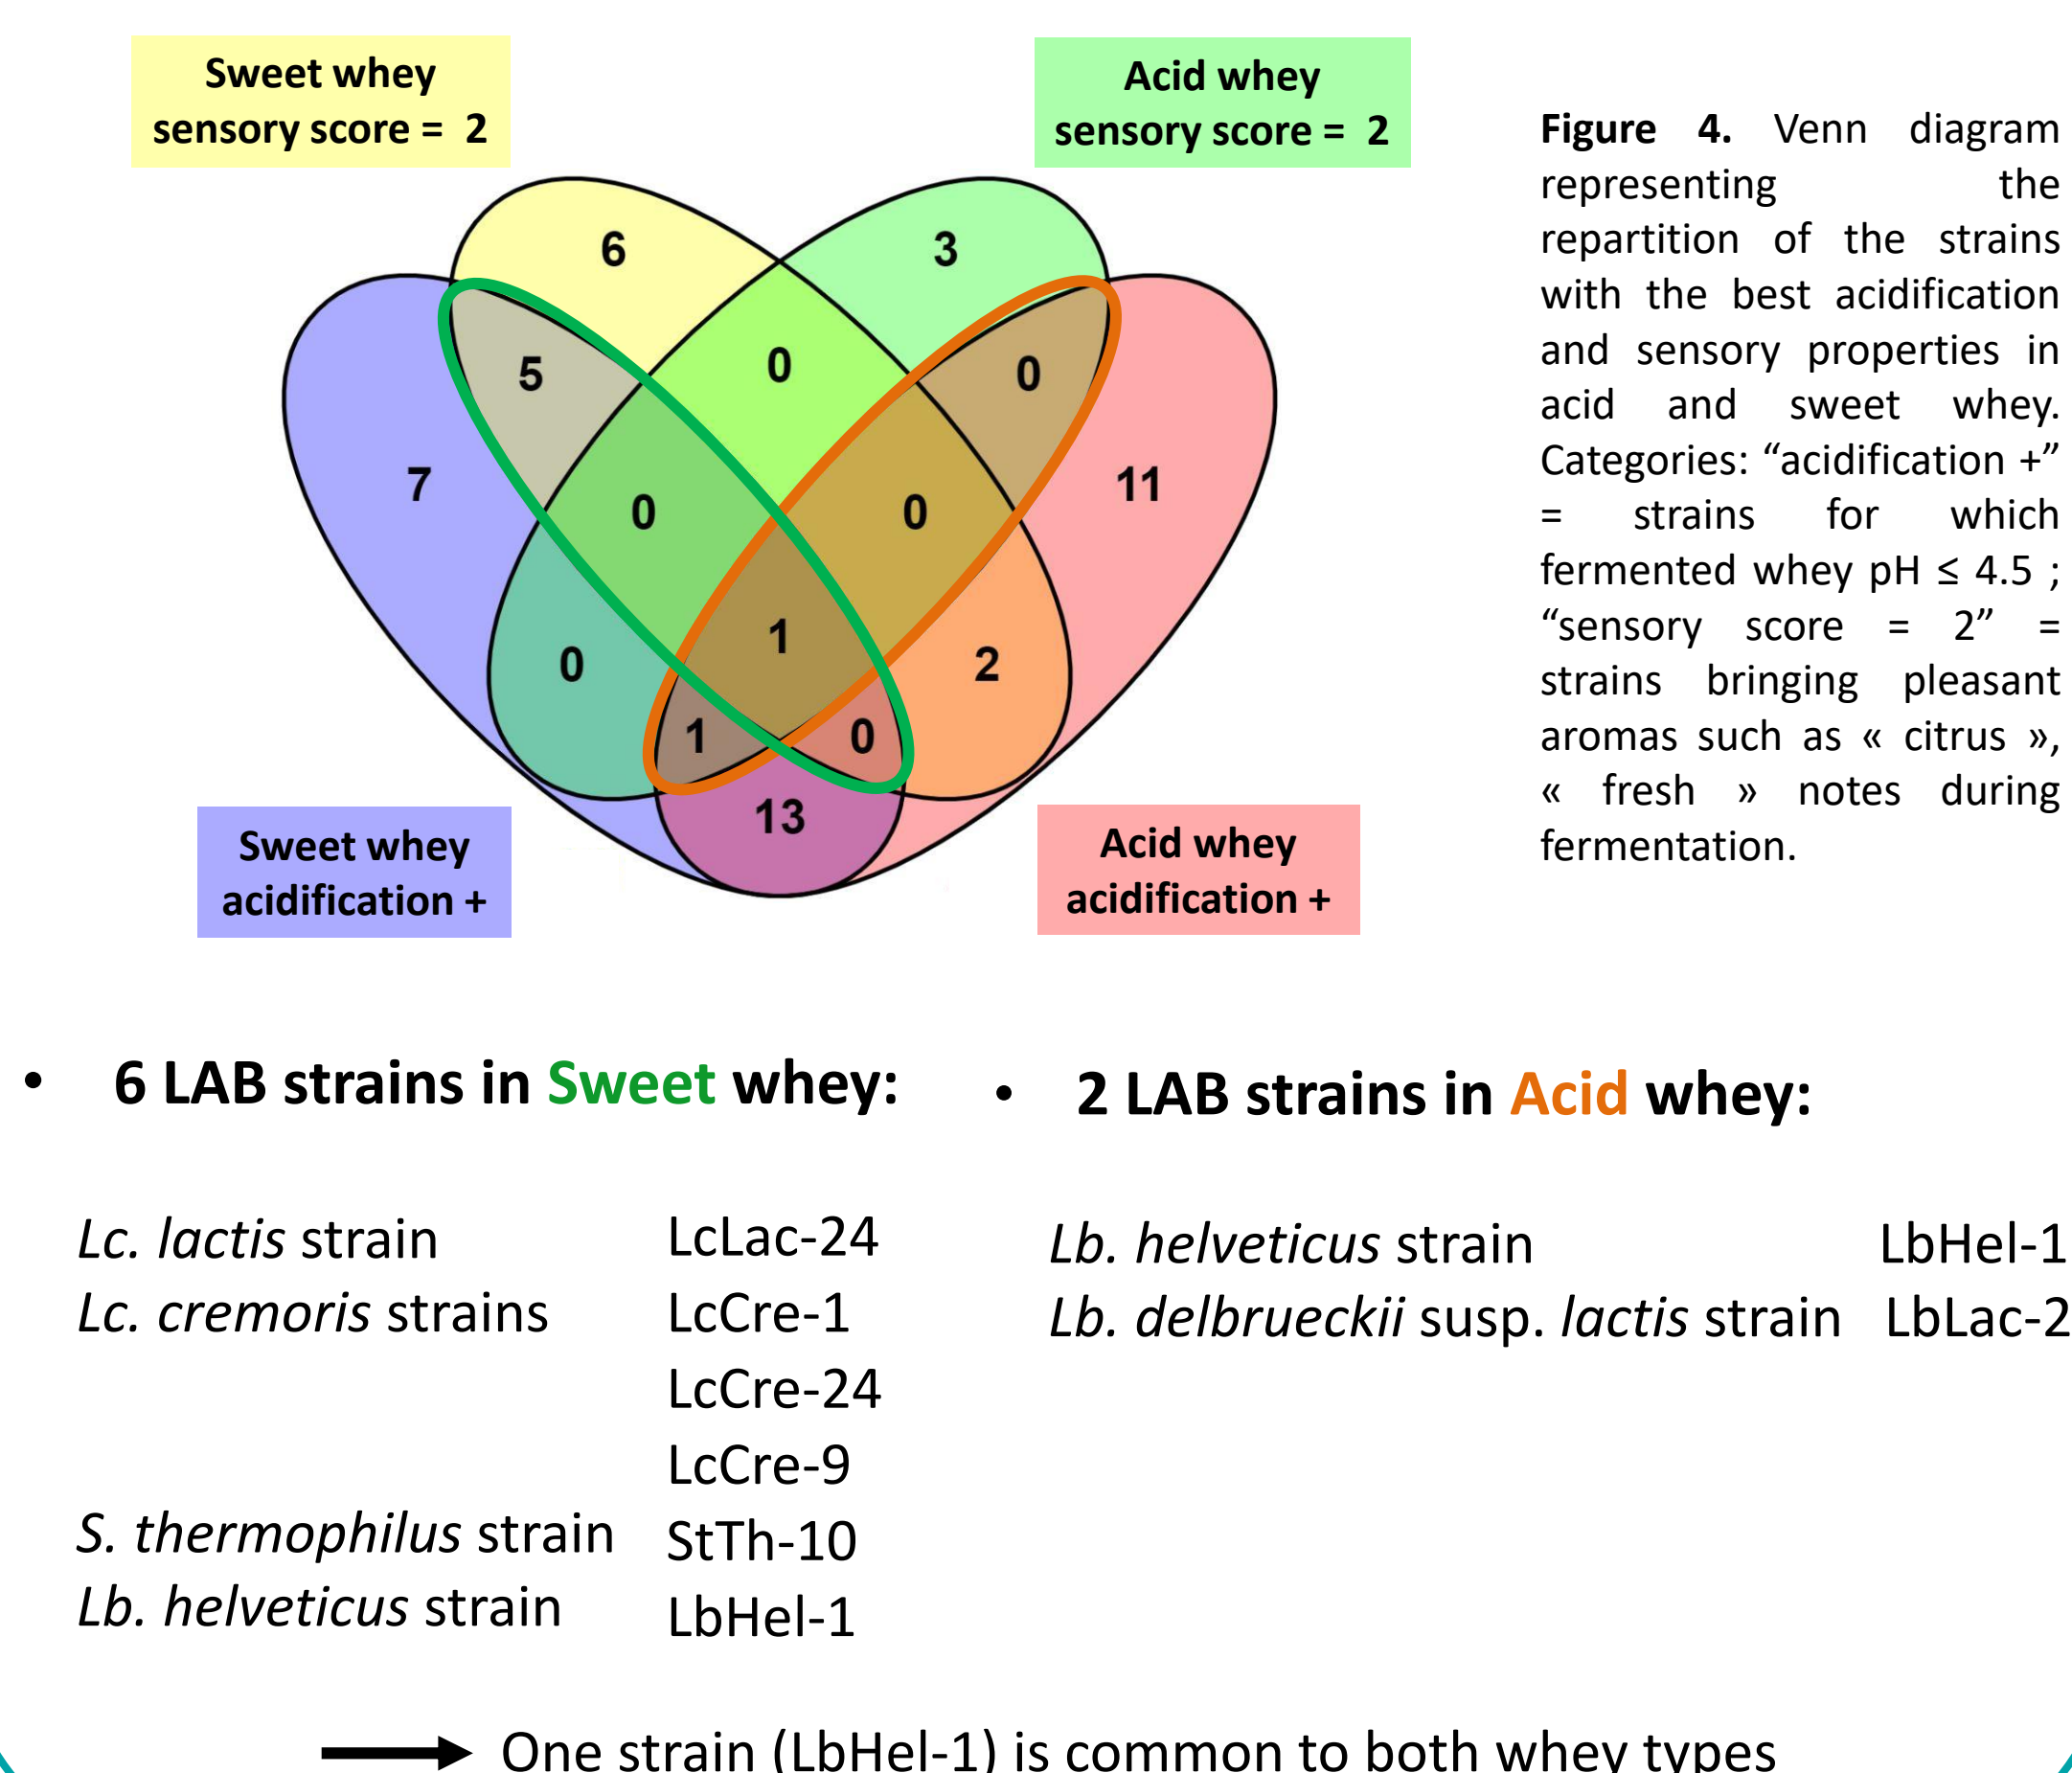 Sweet whey
sensory score = 2
Acid whey
sensory score = 2
6
3
5
0
0
7
11
0
0
1
0
2
1
0
13
Sweet whey
acidification +
Acid whey
acidification +
Figure 4. Venn diagram
representing the
repartition of the strains
with the best acidification
and sensory properties in
acid and sweet whey.
Categories: “acidification +”
= strains for which
fermented whey pH ≤ 4.5 ;
“sensory score = 2” =
strains bringing pleasant
aromas such as « citrus »,
« fresh » notes during
fermentation.
• 6 LAB strains in Sweet whey:
Lc. lactis strain LcLac-24
Lc. cremoris strains LcCre-1
LcCre-24
LcCre-9
S. thermophilus strain StTh-10
Lb. helveticus strain LbHel-1
• 2 LAB strains in Acid whey:
Lb. helveticus strain LbHel-1
Lb. delbrueckii susp. lactis strain LbLac-2
One strain (LbHel-1) is common to both whey types